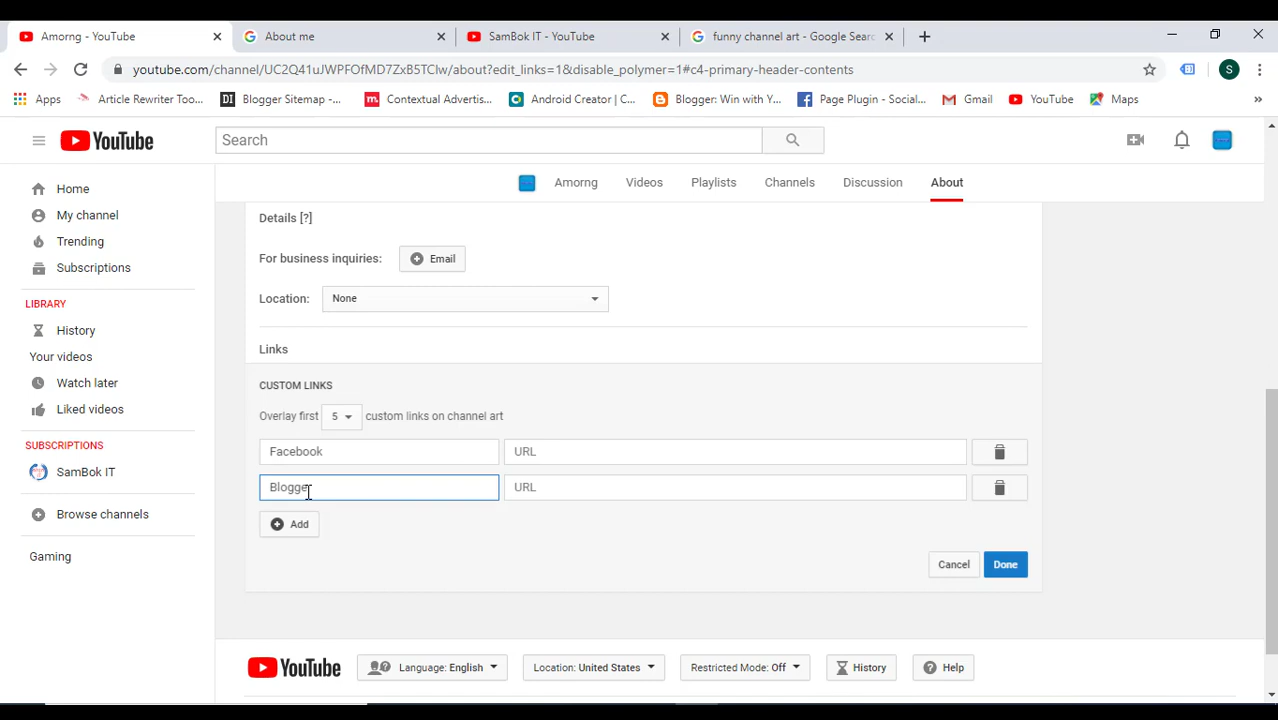 Amorng - YouTube
About me
SamBok IT - YouTube
funny channel art - Google Searc
youtube.com/channel/UC2Q41uJWPFOfMD7ZxB5TClw/about?edit_links=1&disable_polymer=1#c4-primary-header-contents
S
Apps
Article Rewriter Too...
Blogger Sitemap -...
Contextual Advertis...
Android Creator | C...
Blogger: Win with Y...
Page Plugin - Social...
Gmail
YouTube
Maps
»
YouTube
Search
Home
My channel
Trending
Subscriptions
LIBRARY
History
Your videos
Watch later
Liked videos
SUBSCRIPTIONS
SamBok IT
Browse channels
Gaming
Amorng
Videos
Playlists
Channels
Discussion
About
Details [?]
For business inquiries:
Email
Location:
None
Links
CUSTOM LINKS
Overlay first 5 custom links on channel art
Facebook
URL
Blogger
URL
Add
Cancel
Done
YouTube
Language: English
Location: United States
Restricted Mode: Off
History
Help